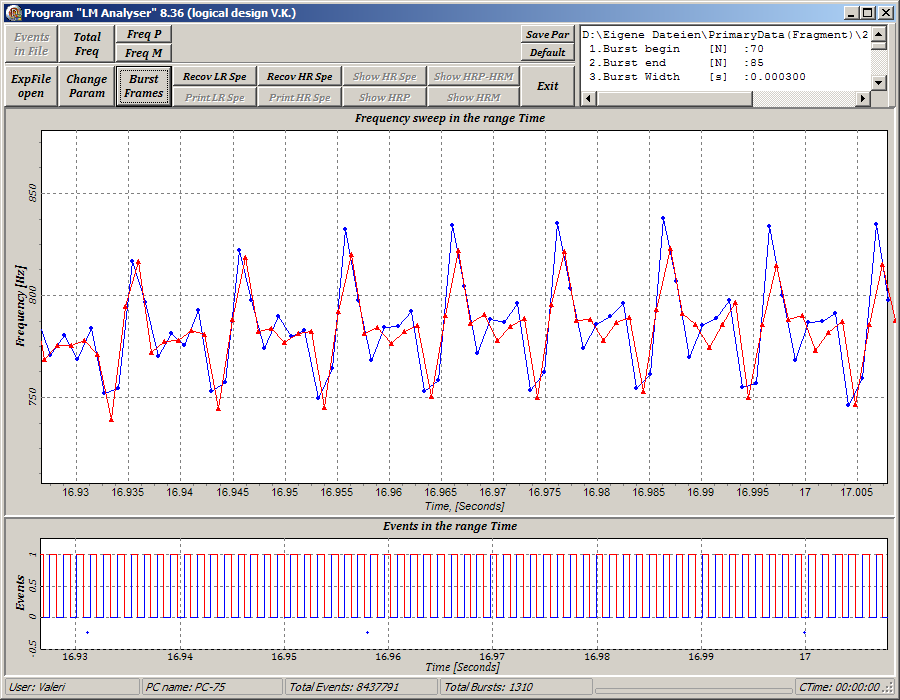 Program "LM Analyser" 8.36 (logical design V.K.)
Events in File
Total Freq
Freq P
Freq M
Save Par
Default
D:\Eigene Dateien\PrimaryData(Fragment)\2
1.Burst begin [N] :70
2.Burst end [N] :85
3.Burst Width [s] :0.000300
ExpFile open
Change Param
Burst Frames
Recov LR Spe
Recov HR Spe
Show HR Spe
Show HRP-HRM
Print LR Spe
Print HR Spe
Show HRP
Show HRM
Exit
Frequency sweep in the range Time
Frequency [Hz]
850
800
750
16.93 16.935 16.94 16.945 16.95 16.955 16.96 16.965 16.97 16.975 16.98 16.985 16.99 16.995 17 17.005
Time, [Seconds]
Events in the range Time
Events
1
0.5
0
-0.5
16.93 16.94 16.95 16.96 16.97 16.98 16.99 17
Time [Seconds]
User: Valeri
PC name: PC-75
Total Events: 8437791
Total Bursts: 1310
CTime: 00:00:00